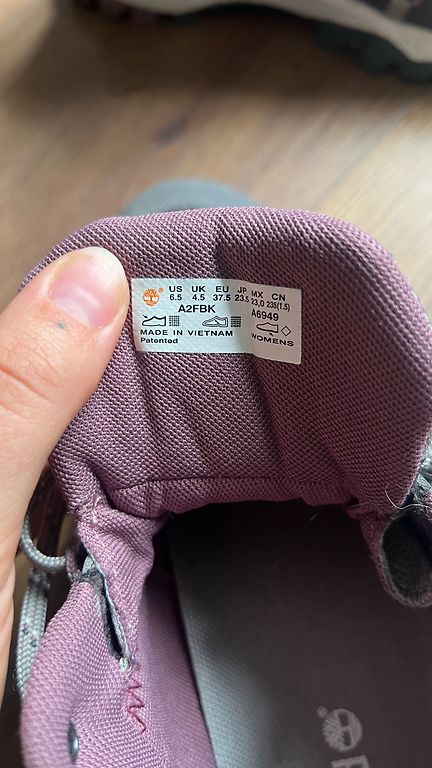 ® US UK EU JP MX CN
6.5 4.5 37.5 23.5 23,0 235(1.5)
A2FBK A6949
MADE IN VIETNAM WOMENS
Patented
®